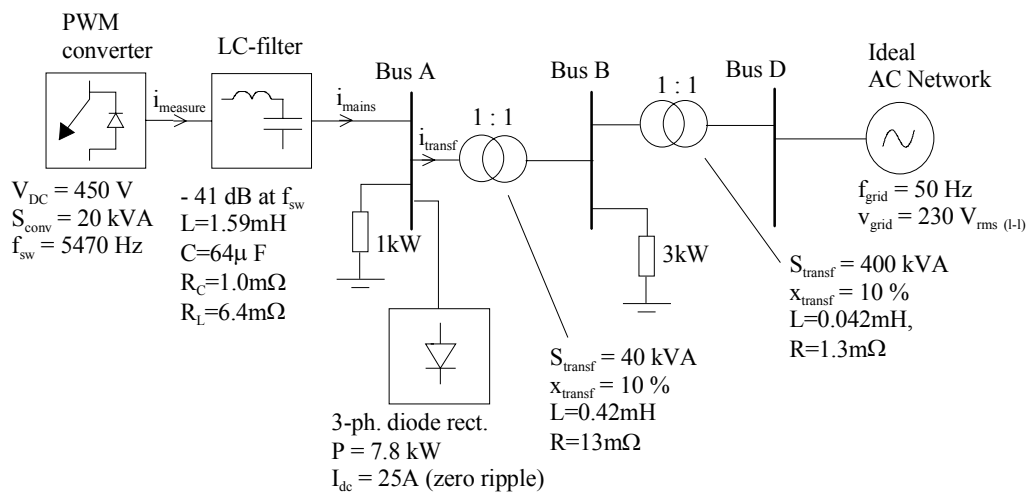 PWM
converter
LC-filter
Bus A
Bus B
Bus D
Ideal
AC Network
i_measure
i_mains
i_transf
1 : 1
1 : 1
V_DC = 450 V
S_conv = 20 kVA
f_sw = 5470 Hz
- 41 dB at f_sw
L=1.59mH
C=64μ F
R_C=1.0mΩ
R_L=6.4mΩ
1kW
3kW
f_grid = 50 Hz
v_grid = 230 V_rms (l-l)
S_transf = 400 kVA
x_transf = 10 %
L=0.042mH,
R=1.3mΩ
S_transf = 40 kVA
x_transf = 10 %
L=0.42mH
R=13mΩ
3-ph. diode rect.
P = 7.8 kW
I_dc = 25A (zero ripple)